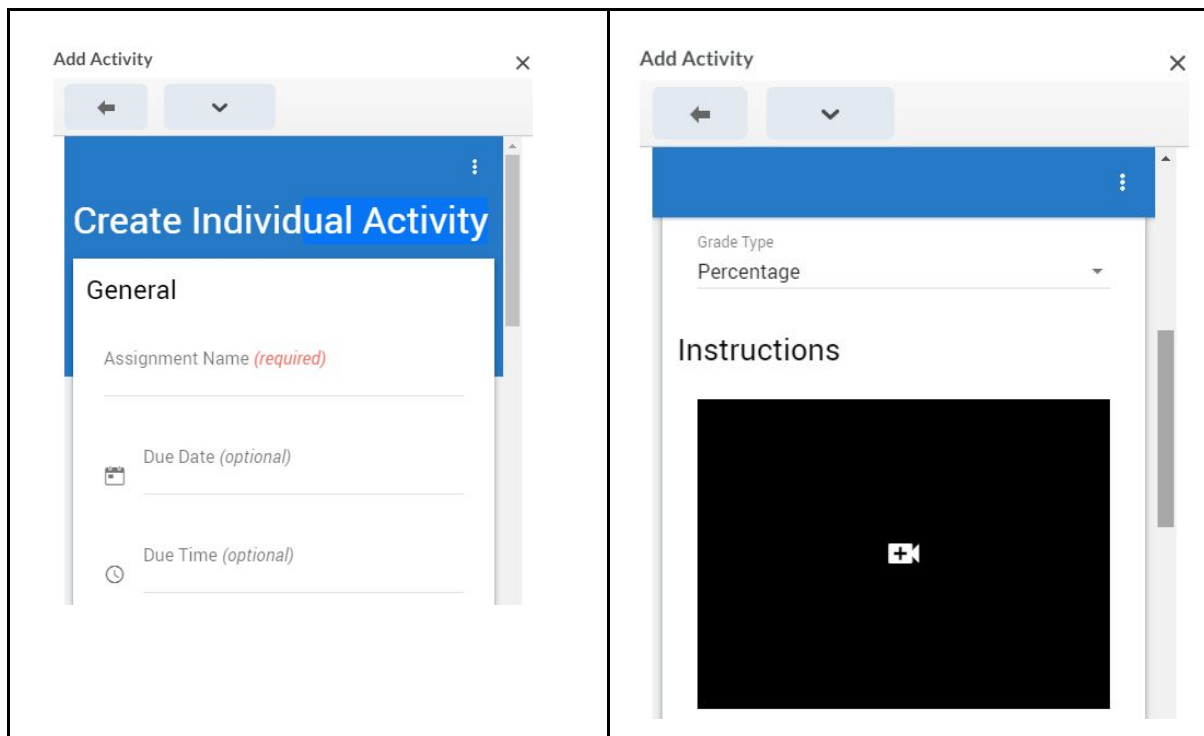 Add Activity
Create Individual Activity
General
Assignment Name (required)
Due Date (optional)
Due Time (optional)
Add Activity
Grade Type
Percentage
Instructions